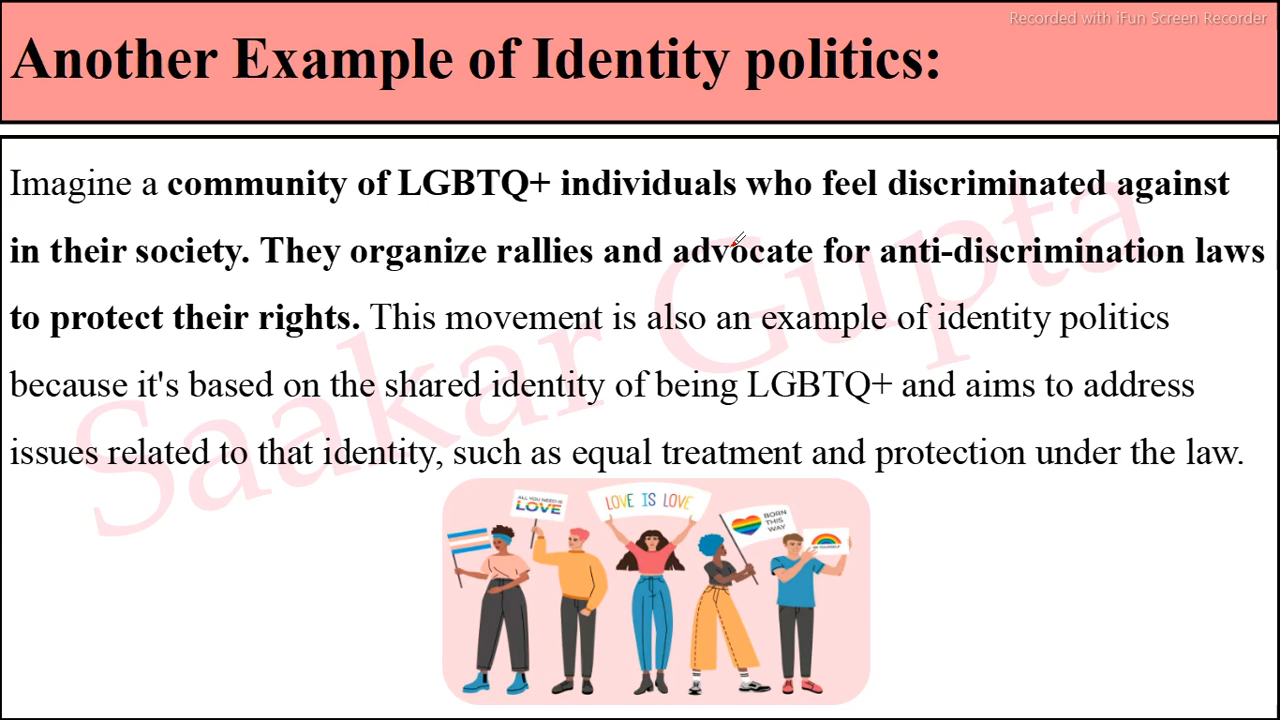 Recorded with iFun Screen Recorder
Another Example of Identity politics:
Imagine a community of LGBTQ+ individuals who feel discriminated against
in their society. They organize rallies and advocate for anti-discrimination laws
to protect their rights. This movement is also an example of identity politics
because it's based on the shared identity of being LGBTQ+ and aims to address
issues related to that identity, such as equal treatment and protection under the law.
Saakar Gupta
ALL YOU NEED IS
LOVE
LOVE IS LOVE
BORN
THIS
WAY
BE YOURSELF